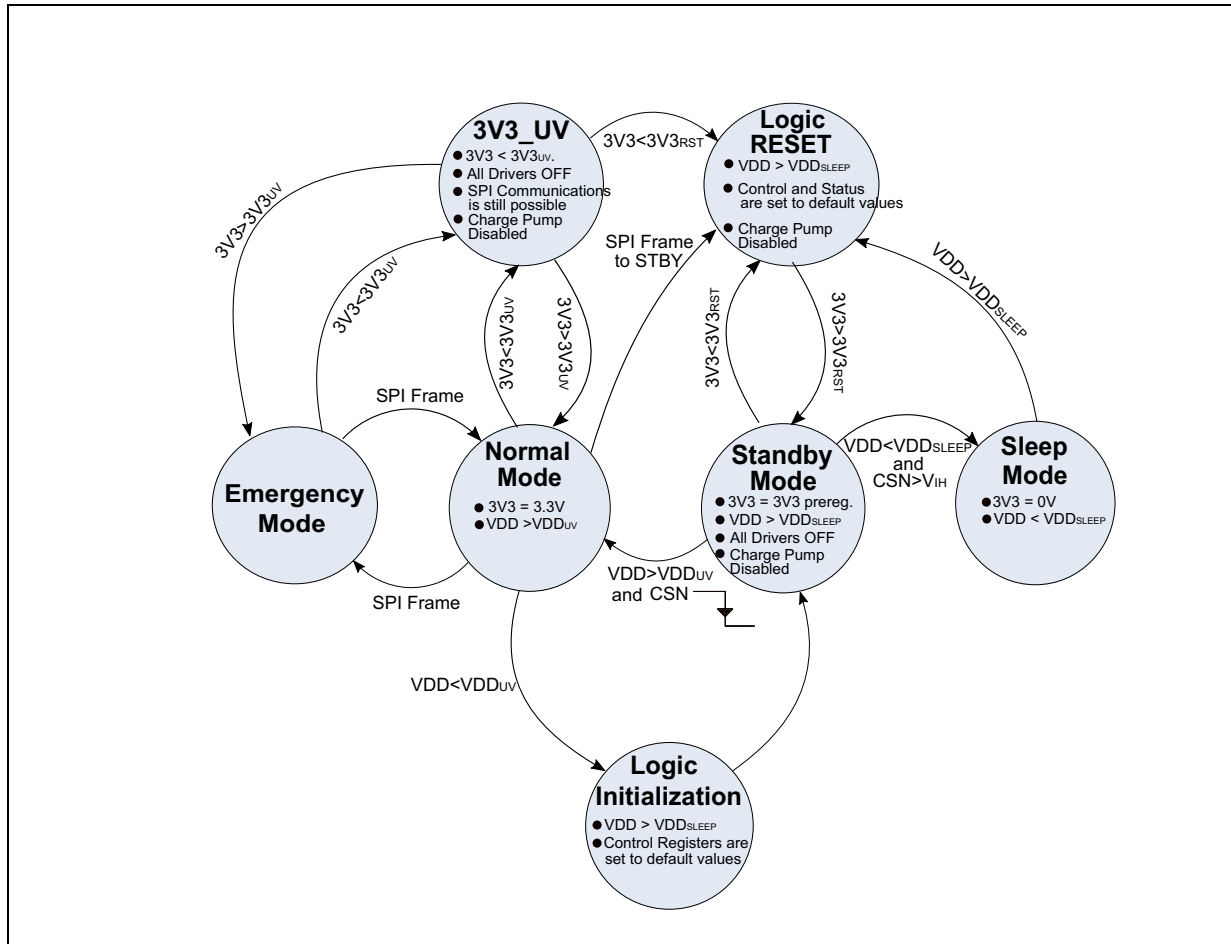 3V3_UV
● 3V3 < 3V3UV.
● All Drivers OFF
● SPI Communications
is still possible
● Charge Pump
Disabled
3V3<3V3RST
Logic
RESET
● VDD > VDDSLEEP
● Control and Status
are set to default values
● Charge Pump
Disabled
3V3>3V3UV
3V3<3V3UV
3V3<3V3UV
3V3>3V3UV
SPI Frame
to STBY
3V3<3V3RST
3V3>3V3RST
VDD>VDDSLEEP
SPI Frame
Emergency
Mode
Normal
Mode
● 3V3 = 3.3V
● VDD >VDDUV
Standby
Mode
● 3V3 = 3V3 prereg.
● VDD > VDDSLEEP
● All Drivers OFF
● Charge Pump
Disabled
VDD<VDDSLEEP
and
CSN>VIH
Sleep
Mode
● 3V3 = 0V
● VDD < VDDSLEEP
SPI Frame
VDD>VDDUV
and CSN
VDD<VDDUV
Logic
Initialization
● VDD > VDDSLEEP
● Control Registers are
set to default values